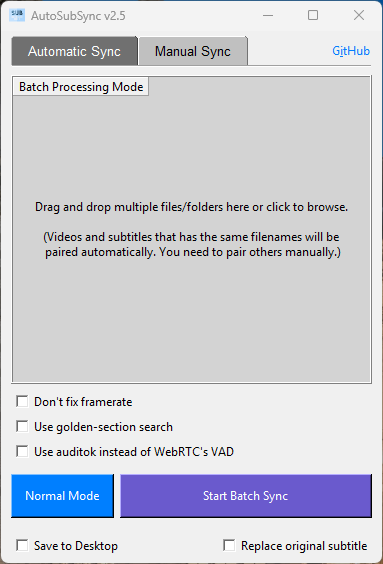 SUB
AutoSubSync v2.5
Automatic Sync
Manual Sync
GitHub
Batch Processing Mode
Drag and drop multiple files/folders here or click to browse.
(Videos and subtitles that has the same filenames will be
paired automatically. You need to pair others manually.)
Don't fix framerate
Use golden-section search
Use auditok instead of WebRTC's VAD
Normal Mode
Start Batch Sync
Save to Desktop
Replace original subtitle